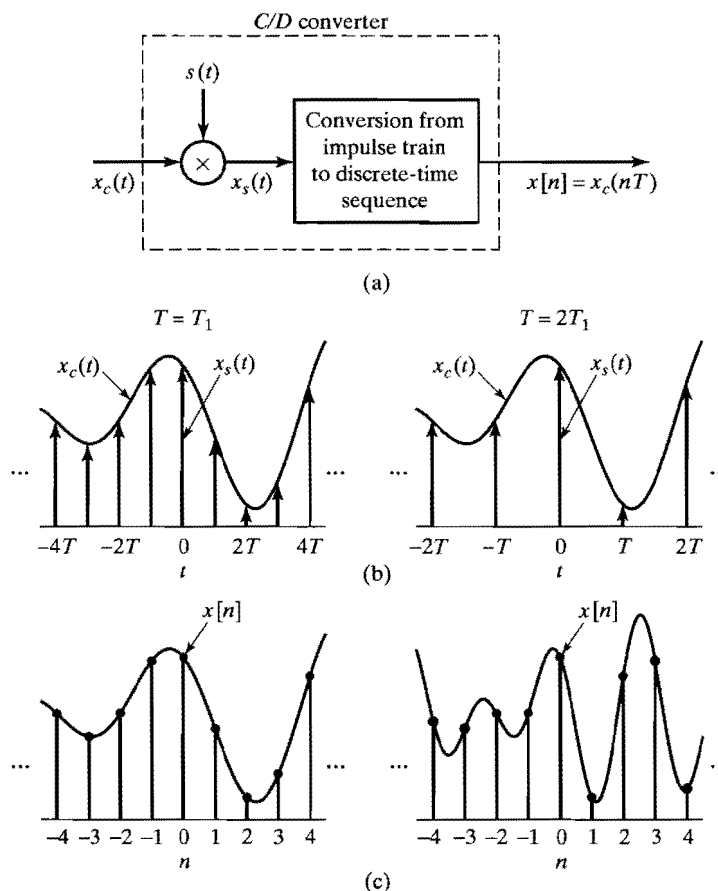 C/D converter
s(t)
×
Conversion from
impulse train
to discrete-time
sequence
x_c(t)
x_s(t)
x[n] = x_c(nT)
(a)
T = T_1
T = 2T_1
x_c(t)
x_s(t)
x_c(t)
x_s(t)
... ... ... ..
-4T -2T 0 2T 4T
-2T -T 0 T 2T
t
t
(b)
x[n]
x[n]
... ... ... ..
-4 -3 -2 -1 0 1 2 3 4
-4 -3 -2 -1 0 1 2 3 4
n
n
(c)